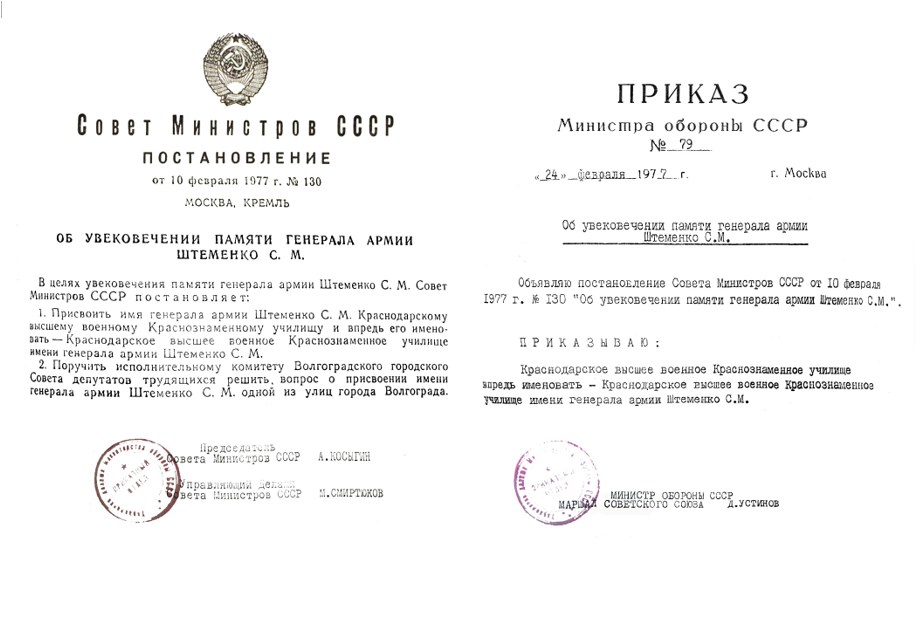 Совет Министров СССР
ПОСТАНОВЛЕНИЕ
от 10 февраля 1977 г. № 130
МОСКВА, КРЕМЛЬ
ОБ УВЕКОВЕЧЕНИИ ПАМЯТИ ГЕНЕРАЛА АРМИИ
ШТЕМЕНКО С. М.
В целях увековечения памяти генерала армии Штеменко С. М. Совет
Министров СССР постановляет:
1. Присвоить имя генерала армии Штеменко С. М. Краснодарскому
высшему военному Краснознаменному училищу и впредь его имено-
вать — Краснодарское высшее военное Краснознаменное училище
имени генерала армии Штеменко С. М.
2. Поручить исполнительному комитету Волгоградского городского
Совета депутатов трудящихся решить, вопрос о присвоении имени
генерала армии Штеменко С. М. одной из улиц города Волгограда.
Председатель
Совета Министров СССР А.КОСЫГИН
Управляющий Делами
Совета Министров СССР М.СМИРТЮКОВ
ПРИКАЗ
Министра обороны СССР
№ 79
«24» февраля 1977 г. г. Москва
Об увековечении памяти генерала армии
Штеменко С.М.
Объявляю постановление Совета Министров СССР от 10 февраля
1977 г. № 130 "Об увековечении памяти генерала армии Штеменко С.М.".
ПРИКАЗЫВАЮ:
Краснодарское высшее военное Краснознаменное училище
впредь именовать – Краснодарское высшее военное Краснознаменное
училище имени генерала армии Штеменко С.М.
МИНИСТР ОБОРОНЫ СССР
МАРШАЛ СОВЕТСКОГО СОЮЗА Д.УСТИНОВ